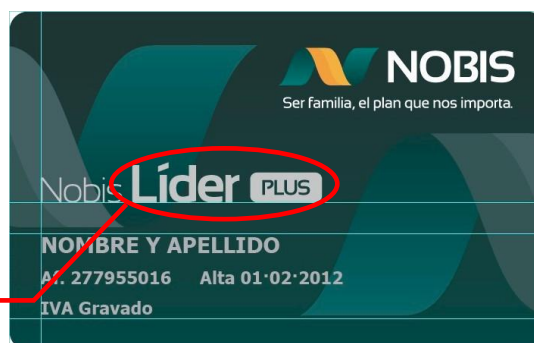 NOBIS
Ser familia, el plan que nos importa.
Nobis Líder PLUS
NOMBRE Y APELLIDO
Af. 277955016 Alta 01·02·2012
IVA Gravado